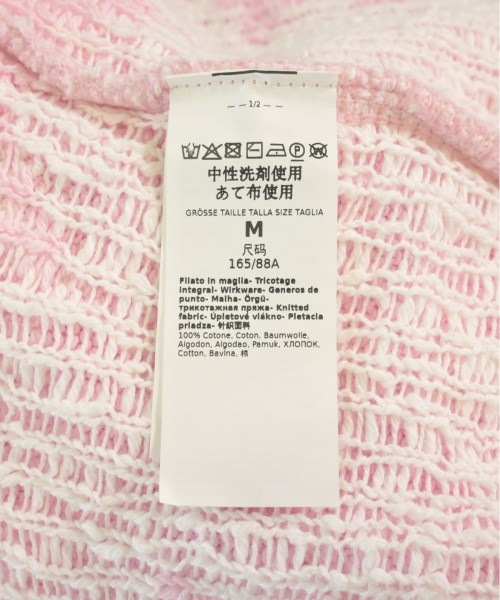 — — 1/2 — —
中性洗剤使用
あて布使用
GRÖSSE TAILLE TALLA SIZE TAGLIA
M
尺码
165/88A
Filato in maglia- Tricotage
integral- Wirkware- Generos de
punto- Malha- Örgü-
трикотажная пряжа- Knitted
fabric- Úpletové vlákno- Pletacia
priadza- 针织面料
100% Cotone, Coton, Baumwolle,
Algodon, Algodao, Pamuk, ХЛОПОК,
Cotton, Bavlna, 棉